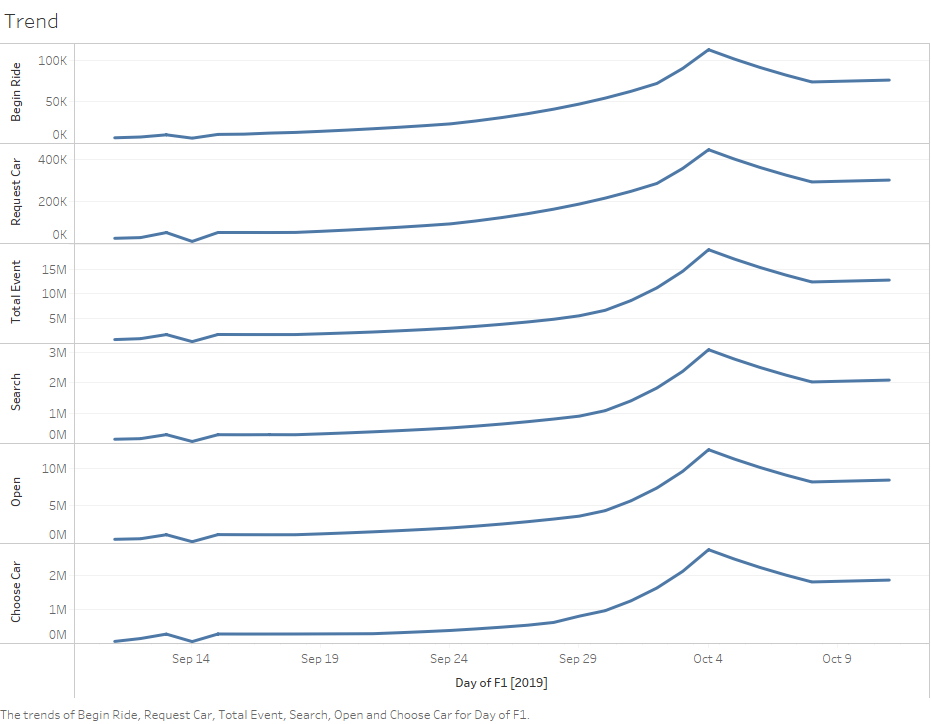 Trend
Begin Ride
100K
50K
0K
Request Car
400K
200K
0K
Total Event
15M
10M
5M
Search
3M
2M
1M
0M
Open
10M
5M
0M
Choose Car
2M
1M
0M
Sep 14 Sep 19 Sep 24 Sep 29 Oct 4 Oct 9
Day of F1 [2019]
The trends of Begin Ride, Request Car, Total Event, Search, Open and Choose Car for Day of F1.